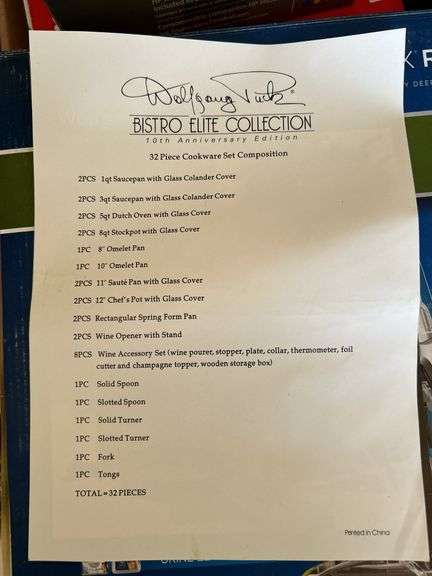 Wolfgang Puck®
BISTRO ELITE COLLECTION
10th Anniversary Edition
32 Piece Cookware Set Composition
2PCS 1qt Saucepan with Glass Colander Cover
2PCS 3qt Saucepan with Glass Colander Cover
2PCS 5qt Dutch Oven with Glass Cover
2PCS 8qt Stockpot with Glass Cover
1PC 8" Omelet Pan
1PC 10" Omelet Pan
2PCS 11" Sauté Pan with Glass Cover
2PCS 12" Chef's Pot with Glass Cover
2PCS Rectangular Spring Form Pan
2PCS Wine Opener with Stand
8PCS Wine Accessory Set (wine pourer, stopper, plate, collar, thermometer, foil
cutter and champagne topper, wooden storage box)
1PC Solid Spoon
1PC Slotted Spoon
1PC Solid Turner
1PC Slotted Turner
1PC Fork
1PC Tongs
TOTAL = 32 PIECES
Printed in China